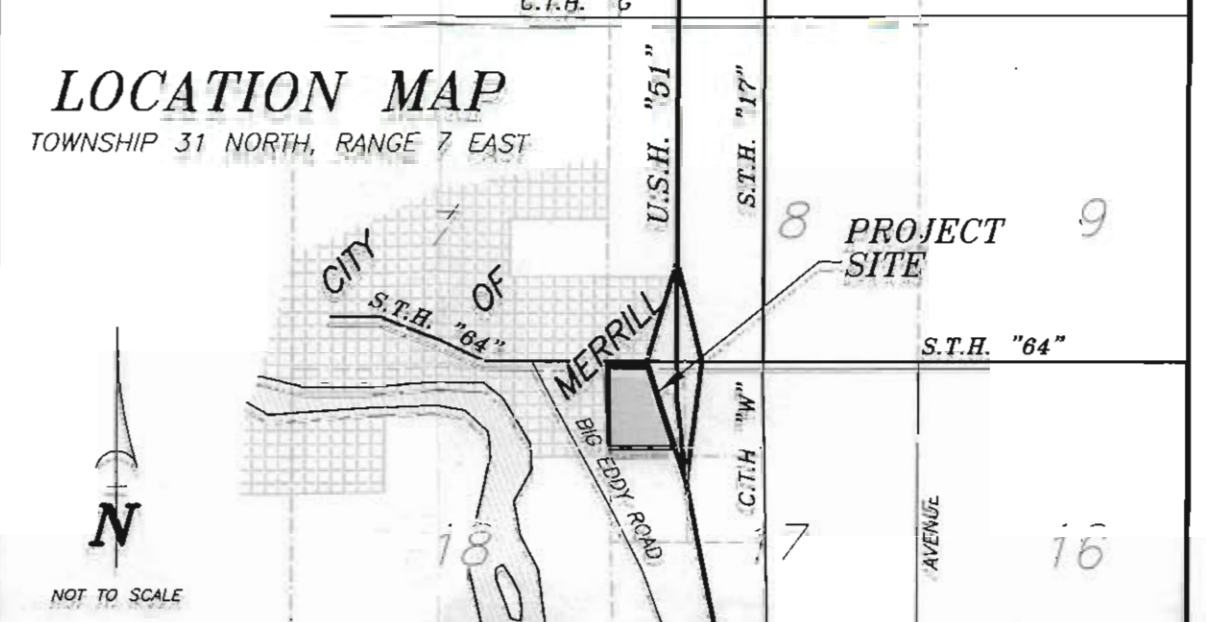 C.T.H. G
LOCATION MAP
TOWNSHIP 31 NORTH, RANGE 7 EAST
U.S.H. "51"
S.T.H. "17"
7
8
9
PROJECT
SITE
CITY
OF
MERRILL
S.T.H. "64"
S.T.H. "64"
C.T.H "W"
BIG EDDY ROAD
AVENUE
18
17
16
N
NOT TO SCALE